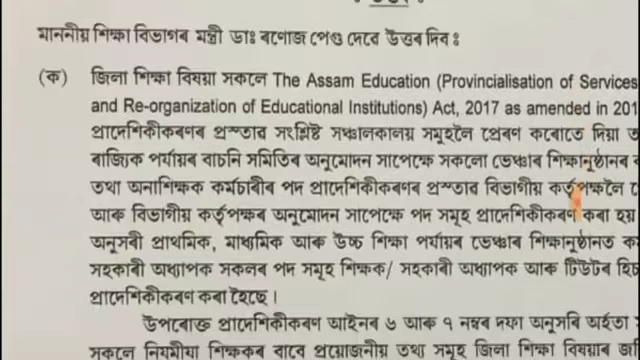 মাননীয় শিক্ষা বিভাগৰ মন্ত্ৰী ডাঃ ৰণোজ পেগু দেৱে উত্তৰ দিব ঃ
(ক) জিলা শিক্ষা বিষয়া সকলে The Assam Education (Provincialisation of Services
and Re-organization of Educational Institutions) Act, 2017 as amended in 201
প্ৰাদেশিকীকৰণৰ প্ৰস্তাৱ সংশ্লিষ্ট সঞ্চালকালয় সমূহলৈ প্ৰেৰণ কৰোতে দিয়া
ৰাজ্যিক পৰ্যায়ৰ বাচনি সমিতিৰ অনুমোদন সাপেক্ষে সকলো ভেঞ্চাৰ শিক্ষানুষ্ঠানৰ
তথা অনাশিক্ষক কৰ্মচাৰীৰ পদ প্ৰাদেশিকীকৰণৰ প্ৰস্তাৱ বিভাগীয় কৰ্তৃপক্ষলৈ
আৰু বিভাগীয় কৰ্তৃপক্ষৰ অনুমোদন সাপেক্ষে পদ সমূহ প্ৰাদেশিকীকৰণ কৰা হয়
অনুসৰী প্ৰাথমিক, মাধ্যমিক আৰু উচ্চ শিক্ষা পৰ্যায়ৰ ভেঞ্চাৰ শিক্ষানুষ্ঠানত
সহকাৰী অধ্যাপক সকলৰ পদ সমূহ শিক্ষক/ সহকাৰী অধ্যাপক আৰু টিউটৰ
প্ৰাদেশিকীকৰণ কৰা হৈছে।
উপৰোক্ত প্ৰাদেশিকীকৰণ আইনৰ ৬ আৰু ৭ নম্বৰ দফা অনুসৰি অৰ্হতা
সকলে নিয়মীয়া শিক্ষকৰ বাবে প্ৰয়োজনীয় তথ্য সমূহ জিলা শিক্ষা বিষয়াৰ